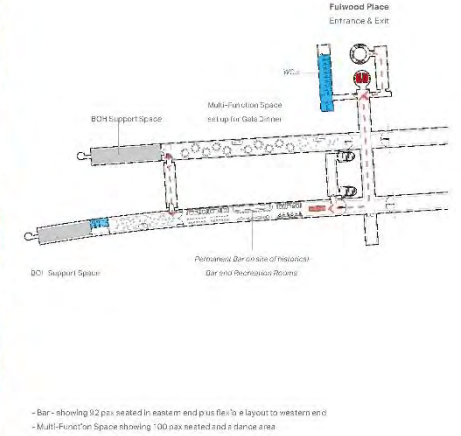 Fulwood Place
Entrance & Exit
WCs
Multi-Function Space
set up for Gala Dinner
BOH Support Space
Permanent Bar on site of historical
Bar and Recreation Rooms
BOH Support Space
- Bar - showing 92 pax seated in eastern end plus flexible layout to western end
- Multi-Function Space showing 100 pax seated and a dance area